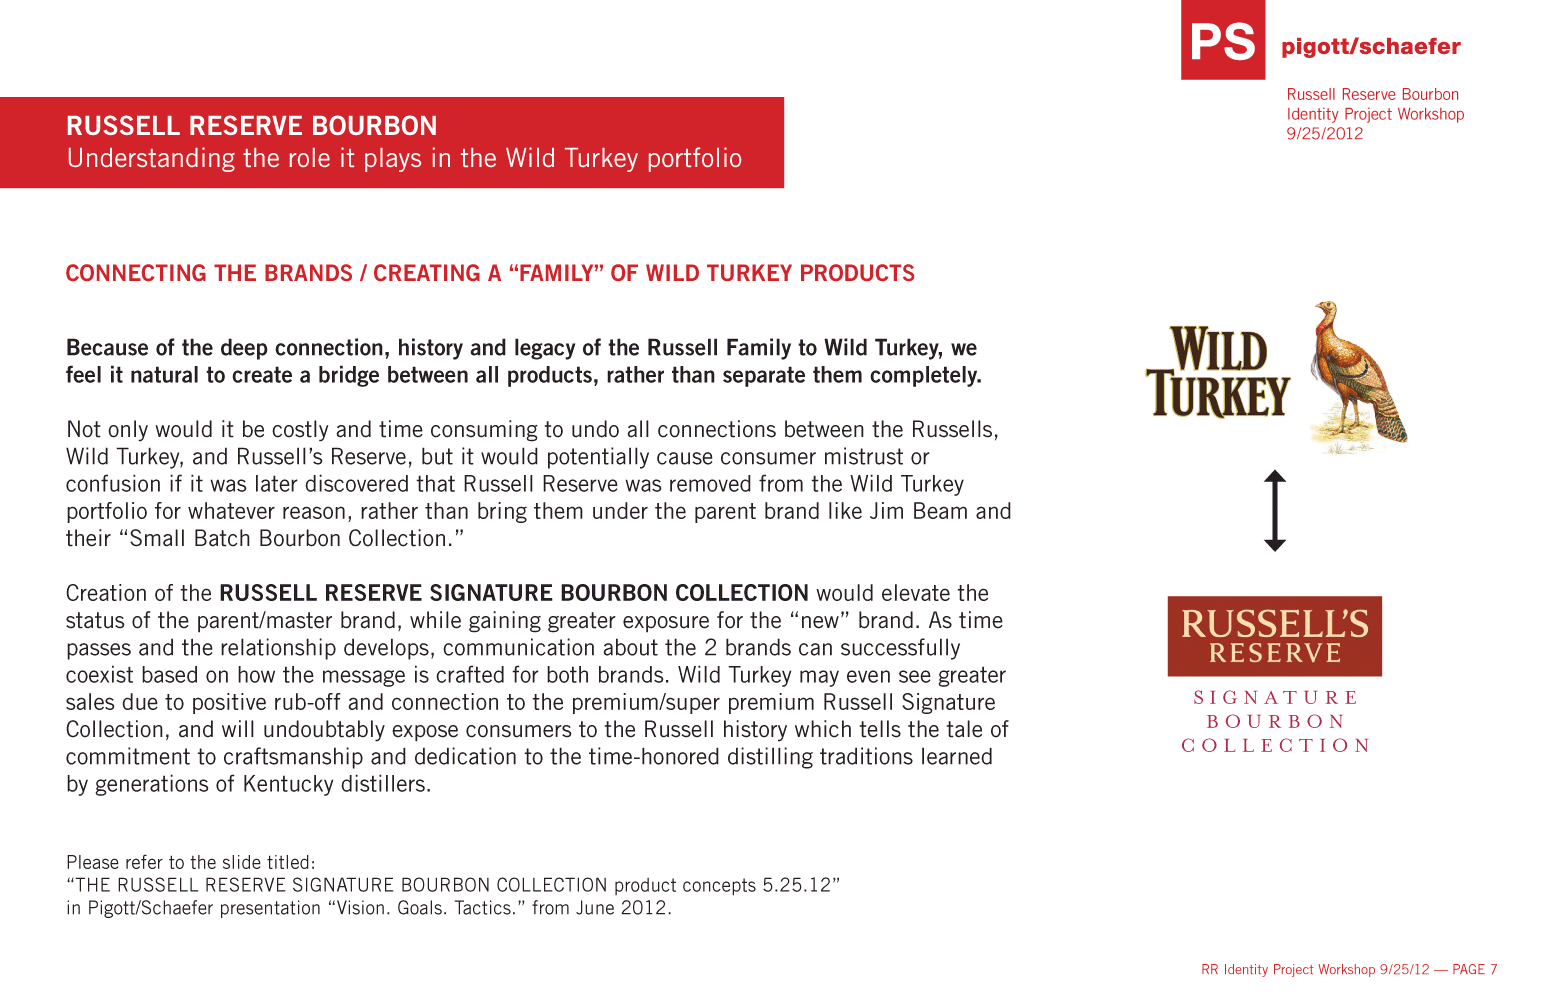 PS
pigott/schaefer
Russell Reserve Bourbon
Identity Project Workshop
9/25/2012
RUSSELL RESERVE BOURBON
Understanding the role it plays in the Wild Turkey portfolio
CONNECTING THE BRANDS / CREATING A “FAMILY” OF WILD TURKEY PRODUCTS
Because of the deep connection, history and legacy of the Russell Family to Wild Turkey, we
feel it natural to create a bridge between all products, rather than separate them completely.
Not only would it be costly and time consuming to undo all connections between the Russells,
Wild Turkey, and Russell’s Reserve, but it would potentially cause consumer mistrust or
confusion if it was later discovered that Russell Reserve was removed from the Wild Turkey
portfolio for whatever reason, rather than bring them under the parent brand like Jim Beam and
their “Small Batch Bourbon Collection.”
Creation of the RUSSELL RESERVE SIGNATURE BOURBON COLLECTION would elevate the
status of the parent/master brand, while gaining greater exposure for the “new” brand. As time
passes and the relationship develops, communication about the 2 brands can successfully
coexist based on how the message is crafted for both brands. Wild Turkey may even see greater
sales due to positive rub-off and connection to the premium/super premium Russell Signature
Collection, and will undoubtably expose consumers to the Russell history which tells the tale of
commitment to craftsmanship and dedication to the time-honored distilling traditions learned
by generations of Kentucky distillers.
Please refer to the slide titled:
“THE RUSSELL RESERVE SIGNATURE BOURBON COLLECTION product concepts 5.25.12”
in Pigott/Schaefer presentation “Vision. Goals. Tactics.” from June 2012.
WILD
TURKEY
RUSSELL’S
RESERVE
SIGNATURE
BOURBON
COLLECTION
RR Identity Project Workshop 9/25/12 — PAGE 7